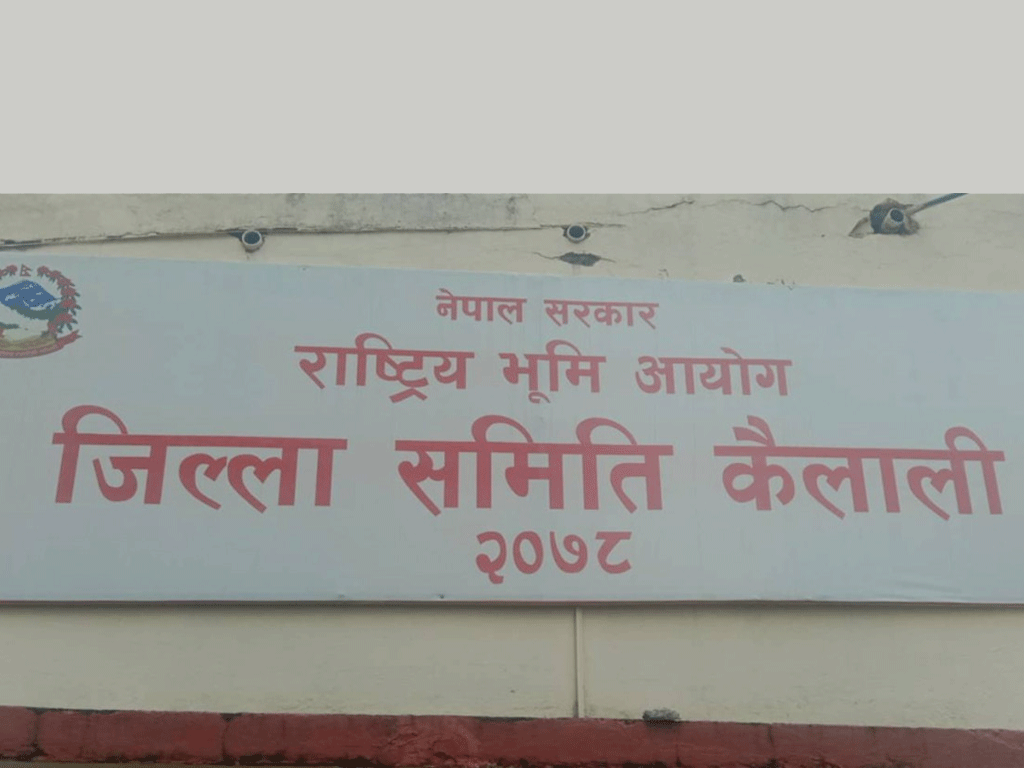 नेपाल सरकार
राष्ट्रिय भूमि आयोग
जिल्ला समिति कैलाली
२०७८